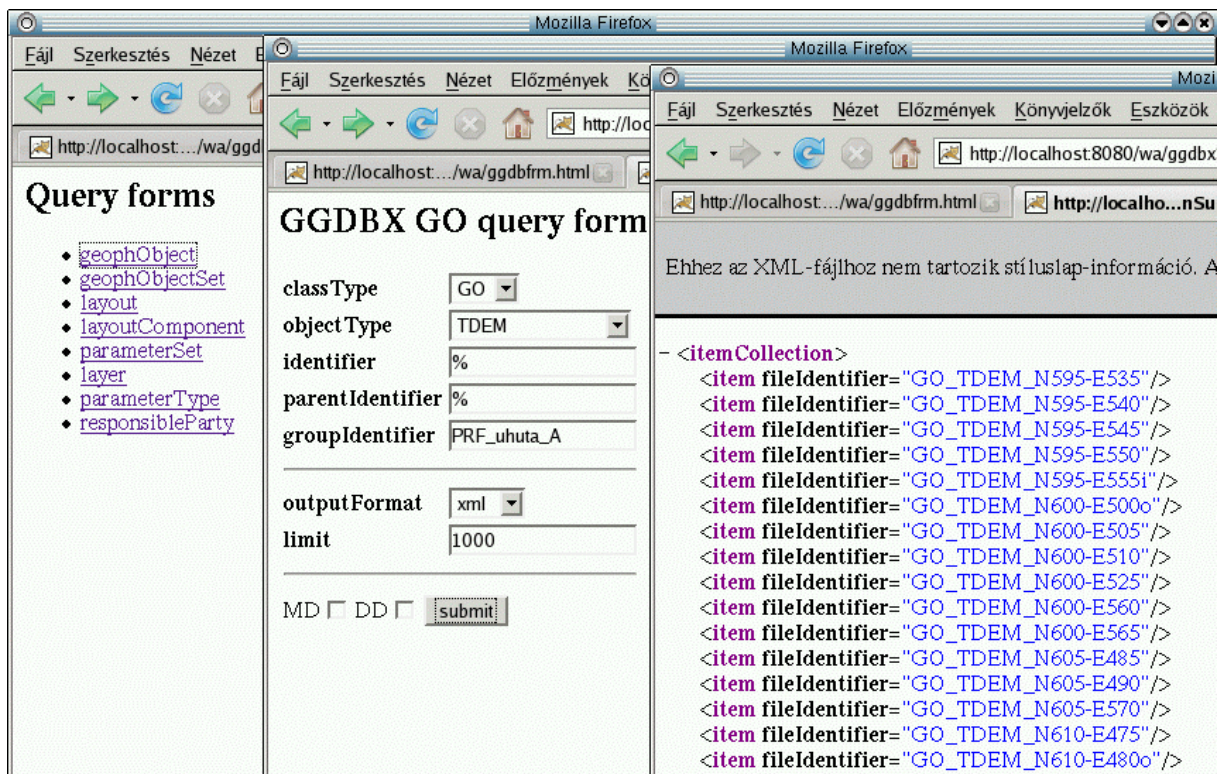 Mozilla Firefox
Fájl Szerkesztés Nézet
http://localhost:.../wa/ggd
Query forms
geophObject
geophObjectSet
layout
layoutComponent
parameterSet
layer
parameterType
responsibleParty
Mozilla Firefox
Fájl Szerkesztés Nézet Előzmények Kö
http://loc
http://localhost:.../wa/ggdbfrm.html
GGDBX GO query form
classType GO
objectType TDEM
identifier %
parentIdentifier %
groupIdentifier PRF_uhuta_A
outputFormat xml
limit 1000
MD DD submit
Mozi
Fájl Szerkesztés Nézet Előzmények Könyvjelzők Eszközök
http://localhost:8080/wa/ggdbx
http://localhost:.../wa/ggdbfrm.html http://localho...nSu
Ehhez az XML-fájlhoz nem tartozik stíluslap-információ. A
- <itemCollection>
<item fileIdentifier="GO_TDEM_N595-E535"/>
<item fileIdentifier="GO_TDEM_N595-E540"/>
<item fileIdentifier="GO_TDEM_N595-E545"/>
<item fileIdentifier="GO_TDEM_N595-E550"/>
<item fileIdentifier="GO_TDEM_N595-E555i"/>
<item fileIdentifier="GO_TDEM_N600-E500o"/>
<item fileIdentifier="GO_TDEM_N600-E505"/>
<item fileIdentifier="GO_TDEM_N600-E510"/>
<item fileIdentifier="GO_TDEM_N600-E525"/>
<item fileIdentifier="GO_TDEM_N600-E560"/>
<item fileIdentifier="GO_TDEM_N600-E565"/>
<item fileIdentifier="GO_TDEM_N605-E485"/>
<item fileIdentifier="GO_TDEM_N605-E490"/>
<item fileIdentifier="GO_TDEM_N605-E570"/>
<item fileIdentifier="GO_TDEM_N610-E475"/>
<item fileIdentifier="GO_TDEM_N610-E480o"/>